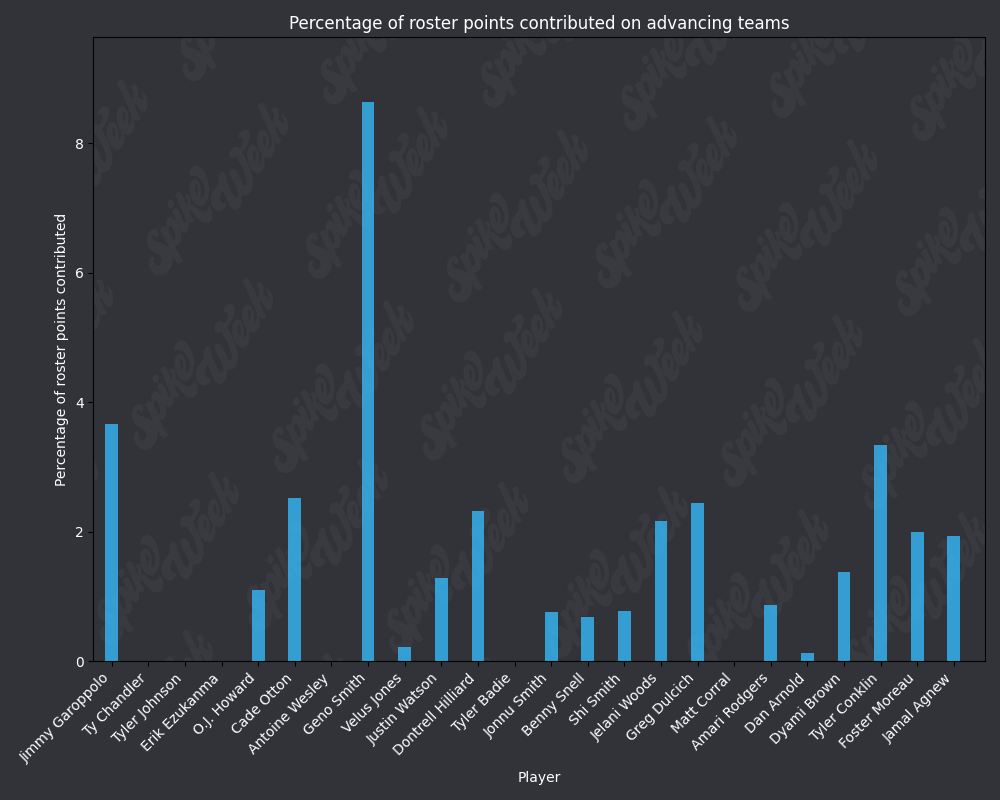 Percentage of roster points contributed on advancing teams
Percentage of roster points contributed
8
6
4
2
0
Jimmy Garoppolo
Ty Chandler
Tyler Johnson
Erik Ezukanma
O.J. Howard
Cade Otton
Antoine Wesley
Geno Smith
Velus Jones
Justin Watson
Dontrell Hilliard
Tyler Badie
Jonnu Smith
Benny Snell
Shi Smith
Jelani Woods
Greg Dulcich
Matt Corral
Amari Rodgers
Dan Arnold
Dyami Brown
Tyler Conklin
Foster Moreau
Jamal Agnew
Player
Spike Week